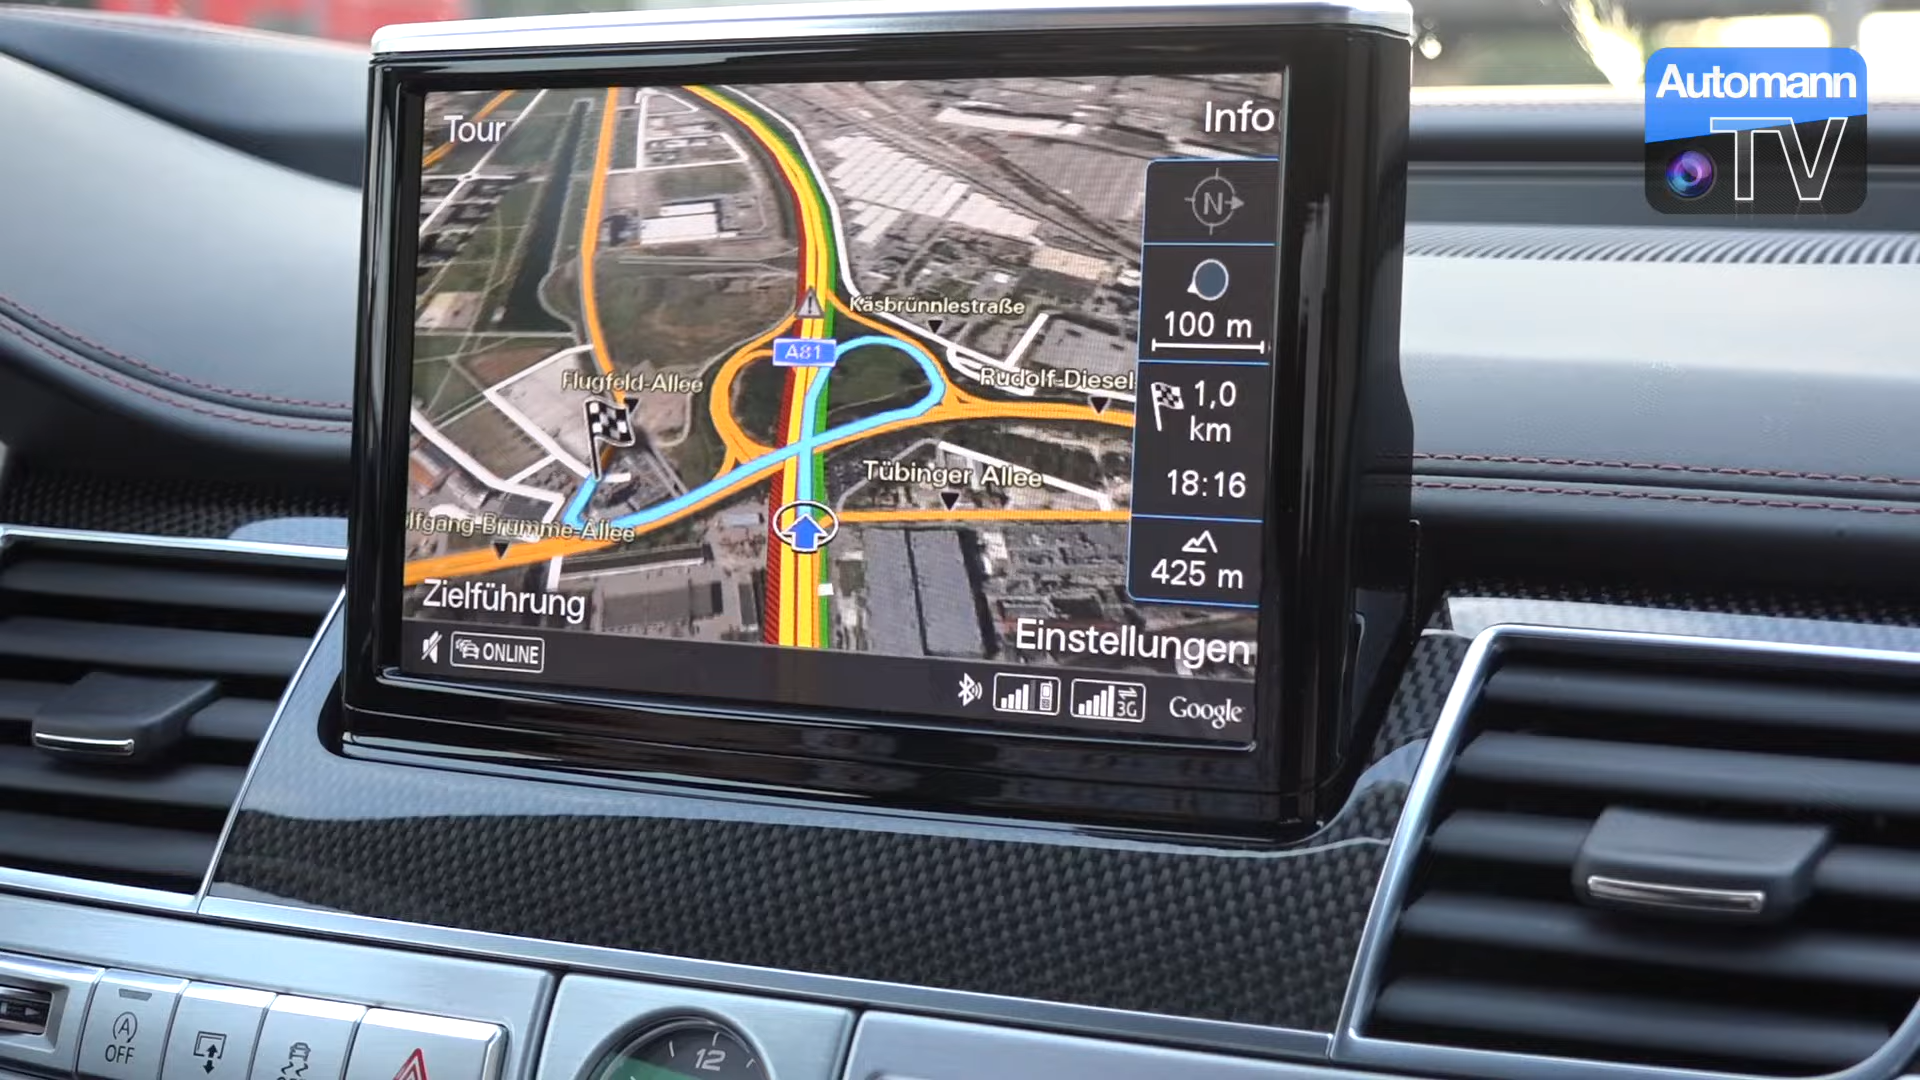 Automann
TV
Tour
Info
N
100 m
Käsbrünnlestraße
A81
Flugfeld-Allee
Rudolf-Diesel
1,0
km
Tübinger Allee
18:16
lfgang-Brumme-Allee
425 m
Zielführung
Einstellungen
ONLINE
3G
Google
A
OFF
12